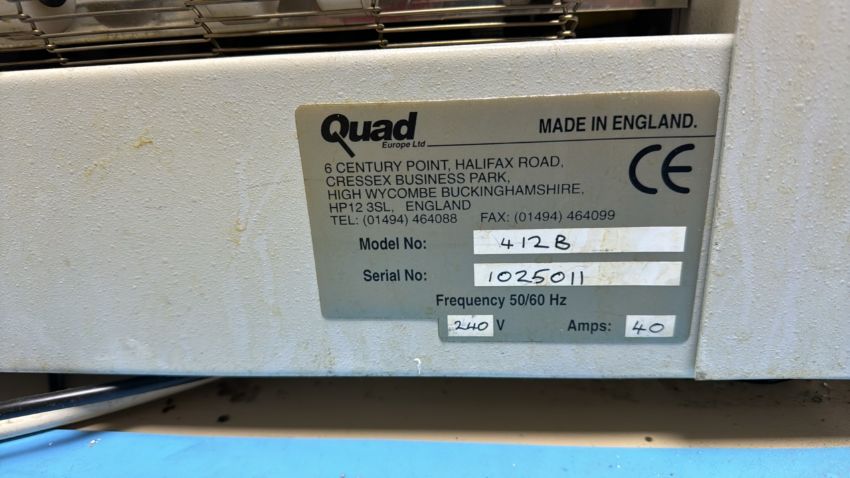 Quad
Europe Ltd
MADE IN ENGLAND.
6 CENTURY POINT, HALIFAX ROAD,
CRESSEX BUSINESS PARK,
HIGH WYCOMBE BUCKINGHAMSHIRE,
HP12 3SL, ENGLAND
TEL: (01494) 464088 FAX: (01494) 464099
CE
Model No: 412B
Serial No: 1025011
Frequency 50/60 Hz
240 V Amps: 40